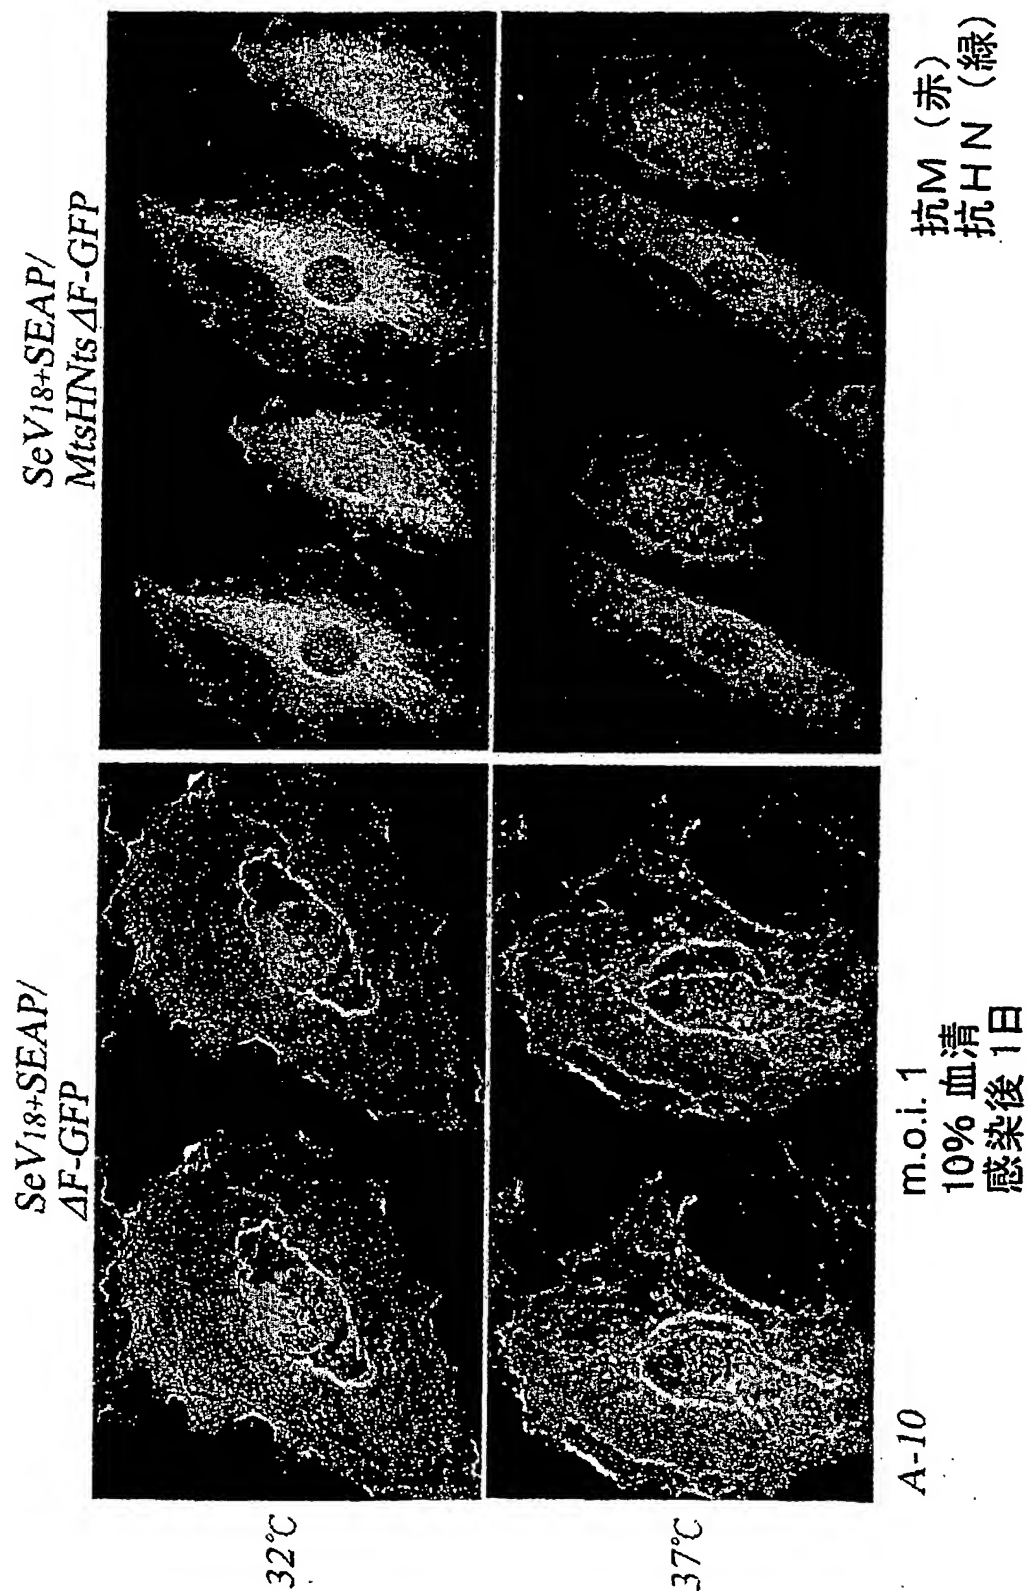 SeV18+SEAP/
ΔF-GFP
SeV18+SEAP/
MtsHNtsΔF-GFP
32℃
37℃
A-10
m.o.i. 1
10% 血清
感染後 1日
抗M (赤)
抗HN (緑)